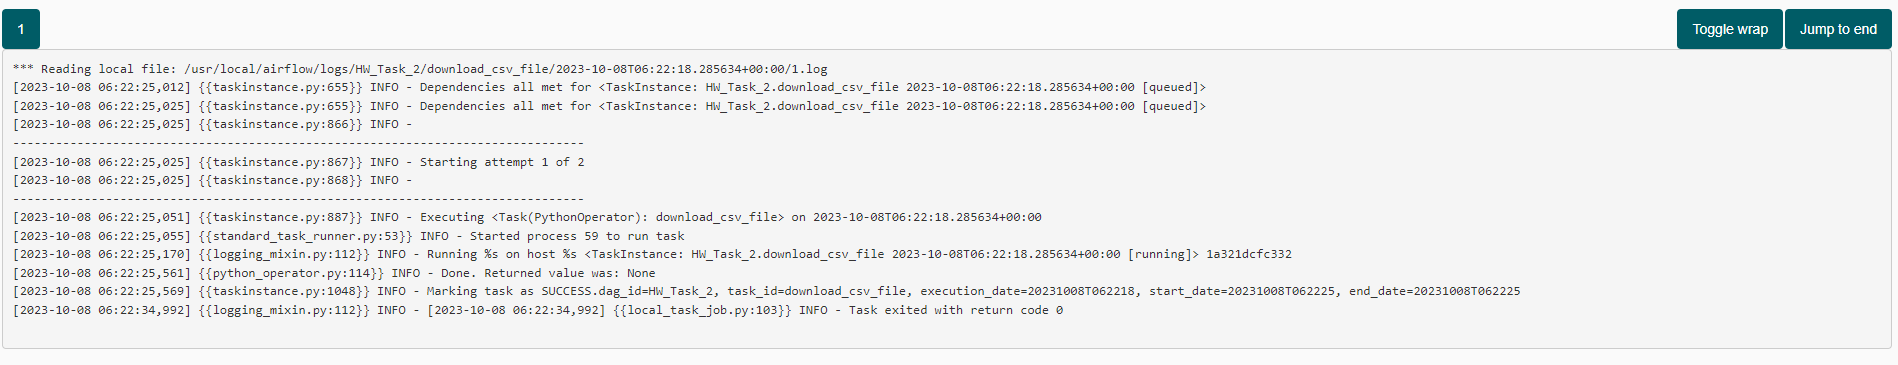 1
Toggle wrap
Jump to end
*** Reading local file: /usr/local/airflow/logs/HW_Task_2/download_csv_file/2023-10-08T06:22:18.285634+00:00/1.log
[2023-10-08 06:22:25,012] {{taskinstance.py:655}} INFO - Dependencies all met for <TaskInstance: HW_Task_2.download_csv_file 2023-10-08T06:22:18.285634+00:00 [queued]>
[2023-10-08 06:22:25,025] {{taskinstance.py:655}} INFO - Dependencies all met for <TaskInstance: HW_Task_2.download_csv_file 2023-10-08T06:22:18.285634+00:00 [queued]>
[2023-10-08 06:22:25,025] {{taskinstance.py:866}} INFO -
--------------------------------------------------------------------------------
[2023-10-08 06:22:25,025] {{taskinstance.py:867}} INFO - Starting attempt 1 of 2
[2023-10-08 06:22:25,025] {{taskinstance.py:868}} INFO -
--------------------------------------------------------------------------------
[2023-10-08 06:22:25,051] {{taskinstance.py:887}} INFO - Executing <Task(PythonOperator): download_csv_file> on 2023-10-08T06:22:18.285634+00:00
[2023-10-08 06:22:25,055] {{standard_task_runner.py:53}} INFO - Started process 59 to run task
[2023-10-08 06:22:25,170] {{logging_mixin.py:112}} INFO - Running %s on host %s <TaskInstance: HW_Task_2.download_csv_file 2023-10-08T06:22:18.285634+00:00 [running]> 1a321dcfc332
[2023-10-08 06:22:25,561] {{python_operator.py:114}} INFO - Done. Returned value was: None
[2023-10-08 06:22:25,569] {{taskinstance.py:1048}} INFO - Marking task as SUCCESS.dag_id=HW_Task_2, task_id=download_csv_file, execution_date=20231008T062218, start_date=20231008T062225, end_date=20231008T062225
[2023-10-08 06:22:34,992] {{logging_mixin.py:112}} INFO - [2023-10-08 06:22:34,992] {{local_task_job.py:103}} INFO - Task exited with return code 0